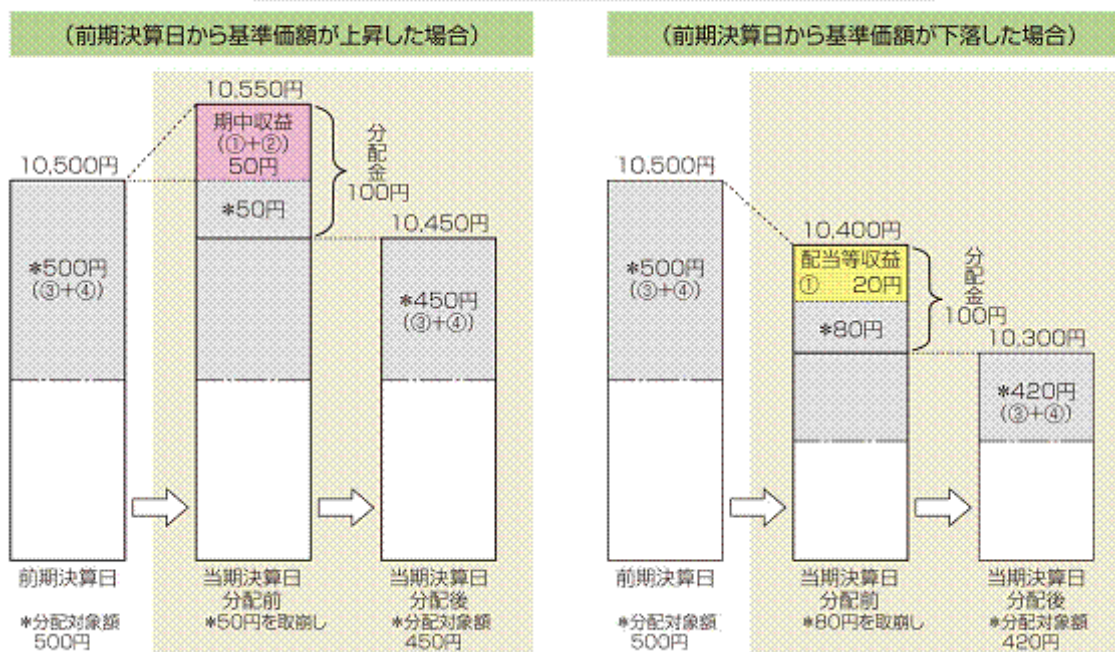 (前期決算日から基準価額が上昇した場合)
10,500円
*500円
(③+④)
10,550円
期中収益
(①+②)
50円
*50円
分配金
100円
10,450円
*450円
(③+④)
前期決算日
*分配対象額
500円
当期決算日
分配前
*50円を取崩し
当期決算日
分配後
*分配対象額
450円
(前期決算日から基準価額が下落した場合)
10,500円
*500円
(③+④)
10,400円
配当等収益
① 20円
*80円
分配金
100円
10,300円
*420円
(③+④)
前期決算日
*分配対象額
500円
当期決算日
分配前
*80円を取崩し
当期決算日
分配後
*分配対象額
420円